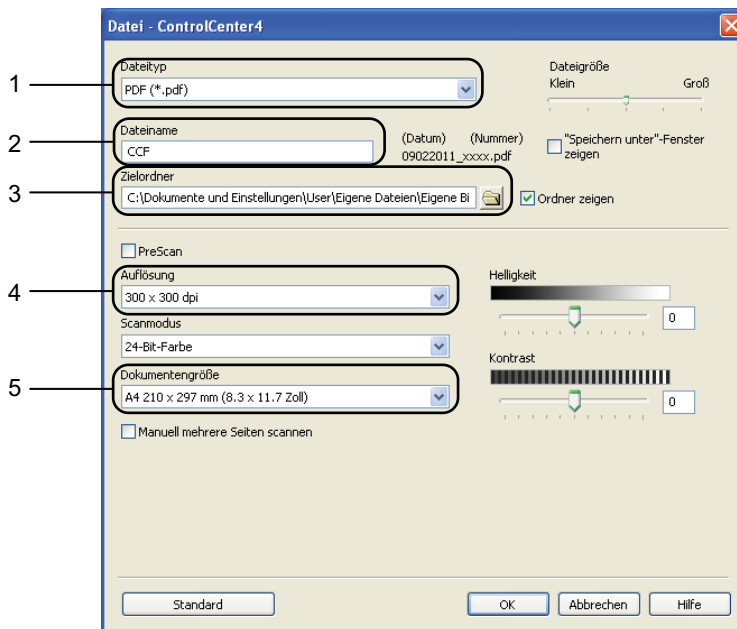 Datei - ControlCenter4
1
Dateityp
PDF (*.pdf)
Dateigröße
Klein Groß
2
Dateiname
CCF
(Datum) (Nummer)
09022011_xxxx.pdf
"Speichern unter"-Fenster
zeigen
3
Zielordner
C:\Dokumente und Einstellungen\User\Eigene Dateien\Eigene Bi
Ordner zeigen
PreScan
4
Auflösung
300 x 300 dpi
Helligkeit
0
Scanmodus
24-Bit-Farbe
5
Dokumentengröße
A4 210 x 297 mm (8.3 x 11.7 Zoll)
Kontrast
0
Manuell mehrere Seiten scannen
Standard
OK
Abbrechen
Hilfe